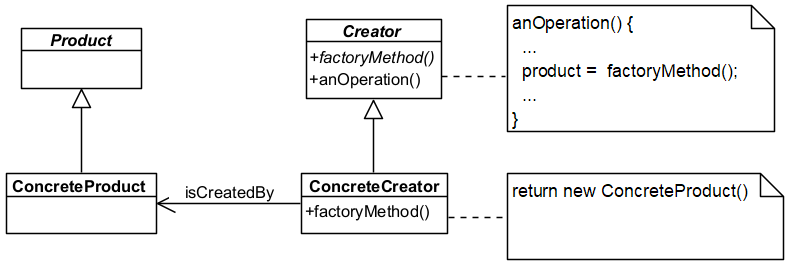 Product
Creator
+factoryMethod()
+anOperation()
anOperation() {
...
product = factoryMethod();
...
}
ConcreteProduct
isCreatedBy
ConcreteCreator
+factoryMethod()
return new ConcreteProduct()